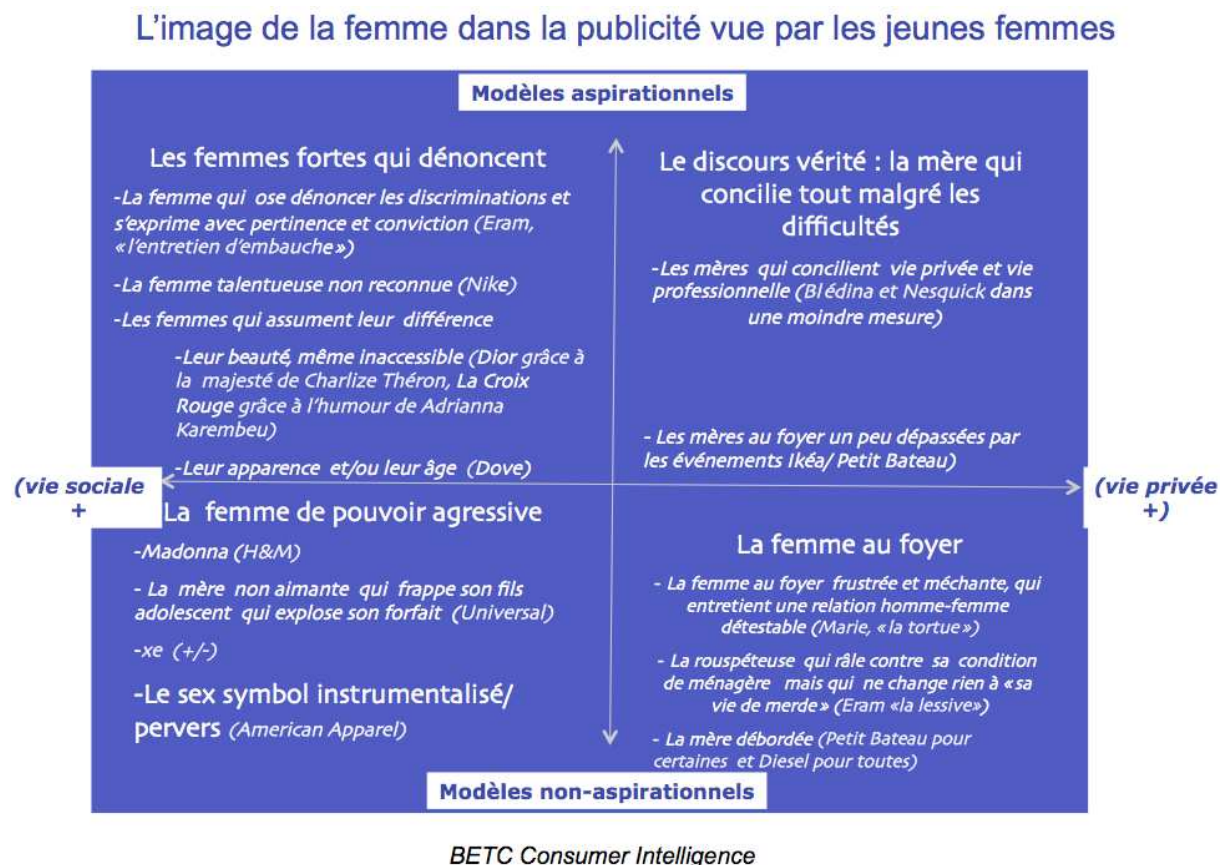 L'image de la femme dans la publicité vue par les jeunes femmes
Modèles aspirationnels
Les femmes fortes qui dénoncent
-La femme qui ose dénoncer les discriminations et
s'exprime avec pertinence et conviction (Eram,
«l'entretien d'embauche»)
-La femme talentueuse non reconnue (Nike)
-Les femmes qui assument leur différence
-Leur beauté, même inaccessible (Dior grâce à
la majesté de Charlize Théron, La Croix
Rouge grâce à l'humour de Adrianna
Karembeu)
-Leur apparence et/ou leur âge (Dove)
Le discours vérité : la mère qui
concilie tout malgré les
difficultés
-Les mères qui concilient vie privée et vie
professionnelle (Blédina et Nesquick dans
une moindre mesure)
- Les mères au foyer un peu dépassées par
les événements Ikéa/ Petit Bateau)
(vie sociale
+
(vie privée
+)
La femme de pouvoir agressive
-Madonna (H&M)
- La mère non aimante qui frappe son fils
adolescent qui explose son forfait (Universal)
-xe (+/-)
-Le sex symbol instrumentalisé/
pervers (American Apparel)
La femme au foyer
- La femme au foyer frustrée et méchante, qui
entretient une relation homme-femme
détestable (Marie, «la tortue»)
- La rouspéteuse qui râle contre sa condition
de ménagère mais qui ne change rien à «sa
vie de merde» (Eram «la lessive»)
- La mère débordée (Petit Bateau pour
certaines et Diesel pour toutes)
Modèles non-aspirationnels
BETC Consumer Intelligence